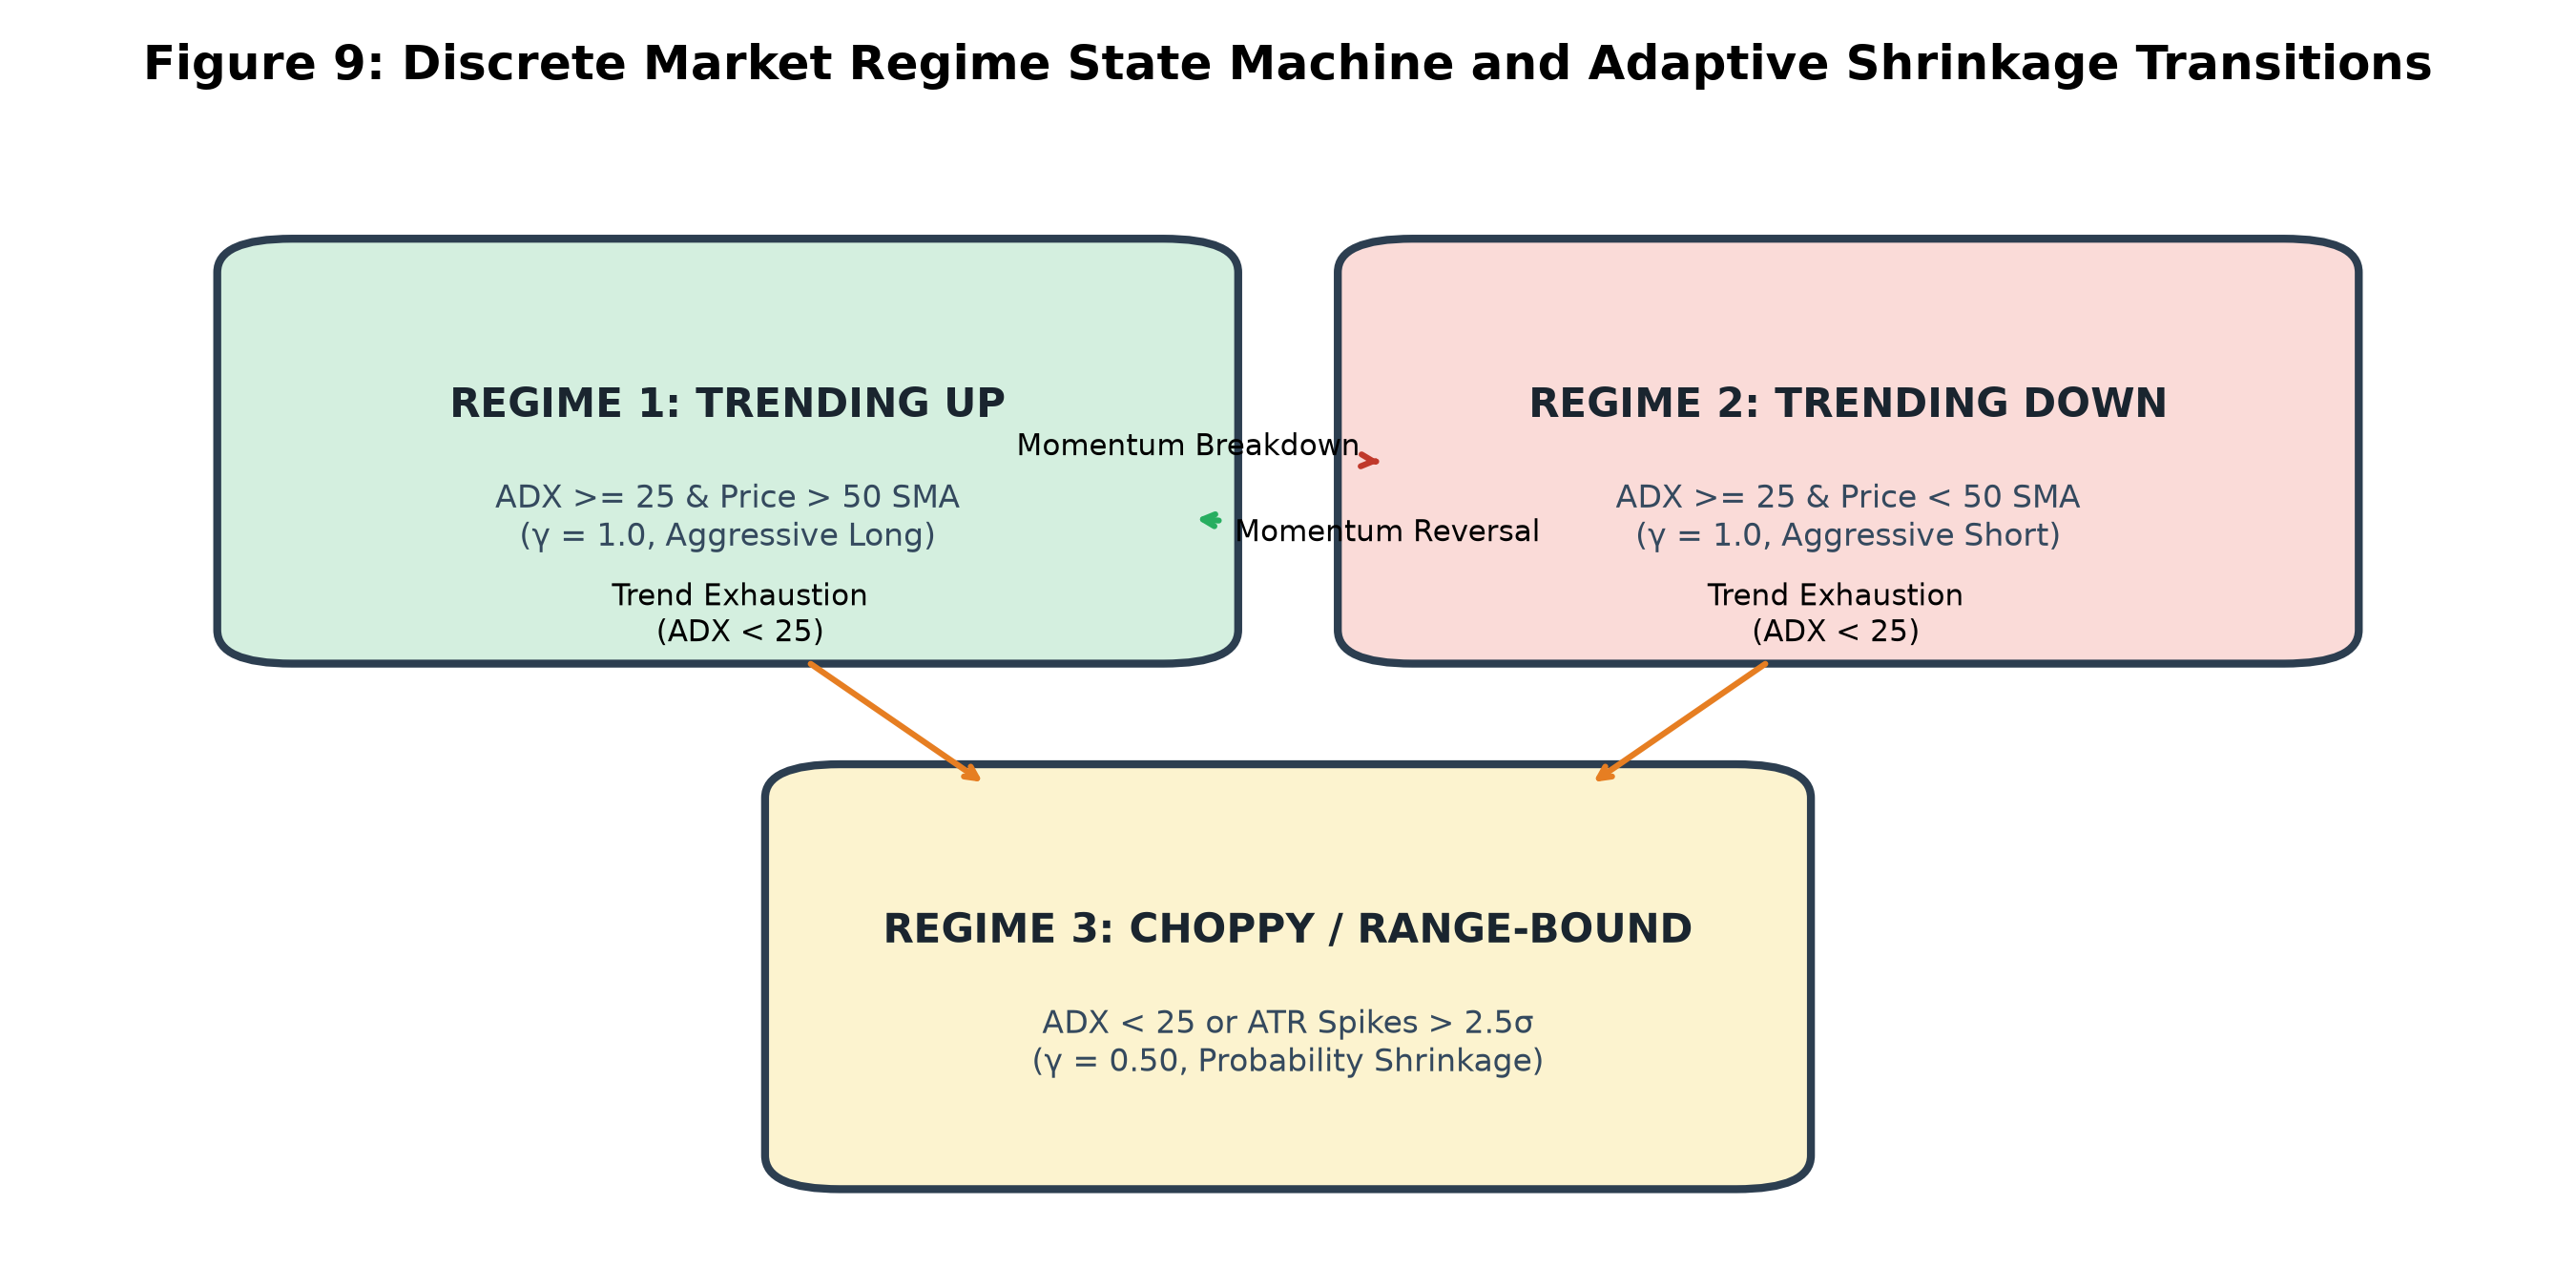 Figure 9: Discrete Market Regime State Machine and Adaptive Shrinkage Transitions
REGIME 1: TRENDING UP
ADX >= 25 & Price > 50 SMA
(γ = 1.0, Aggressive Long)
Trend Exhaustion
(ADX < 25)
Momentum Breakdown
Momentum Reversal
REGIME 2: TRENDING DOWN
ADX >= 25 & Price < 50 SMA
(γ = 1.0, Aggressive Short)
Trend Exhaustion
(ADX < 25)
REGIME 3: CHOPPY / RANGE-BOUND
ADX < 25 or ATR Spikes > 2.5σ
(γ = 0.50, Probability Shrinkage)